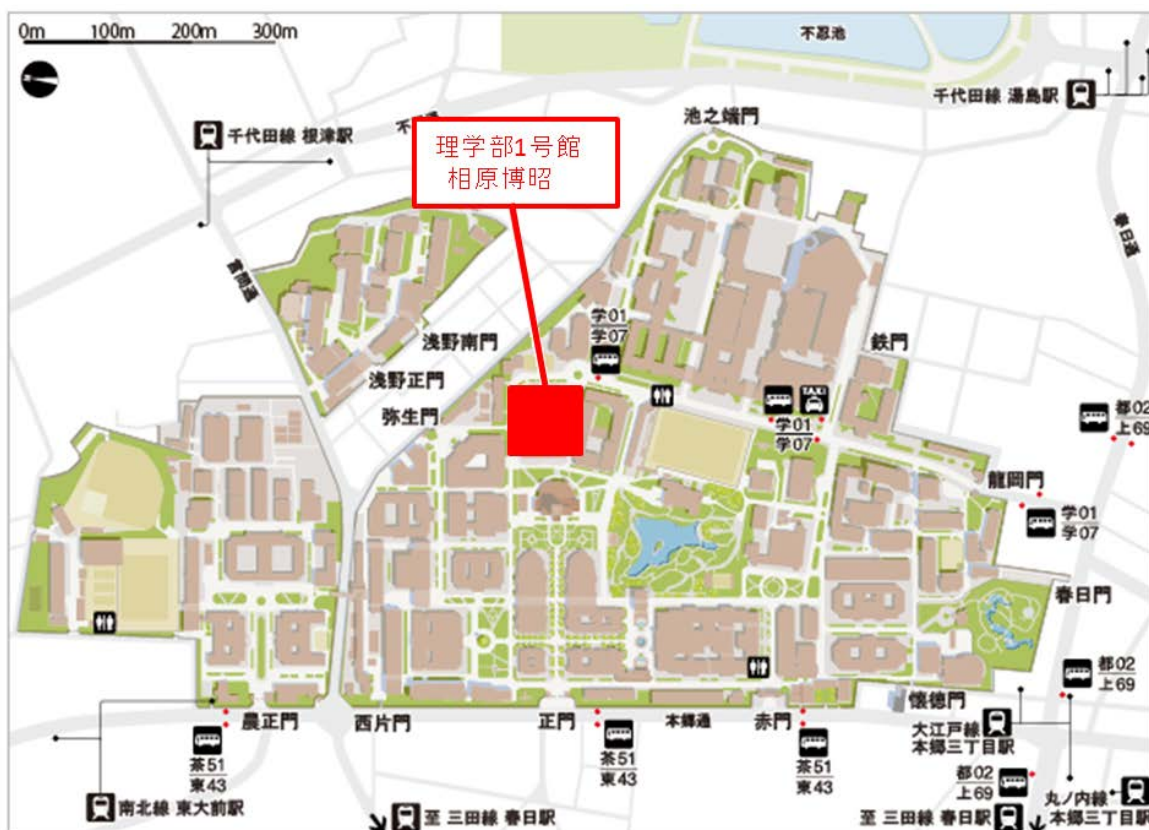 0m 100m 200m 300m
不忍池
千代田線 湯島駅
千代田線 根津駅
不忍通
池之端門
理学部1号館
相原博昭
春日通
言問通
学01
学07
浅野南門
鉄門
浅野正門
弥生門
TAXI
学01
学07
都02
上69
龍岡門
学01
学07
春日門
都02
上69
懐徳門
農正門
西片門
正門
本郷通
赤門
大江戸線
本郷三丁目駅
茶51
東43
茶51
東43
茶51
東43
都02
上69
南北線 東大前駅
至 三田線 春日駅
至 三田線 春日駅
丸ノ内線
本郷三丁目駅